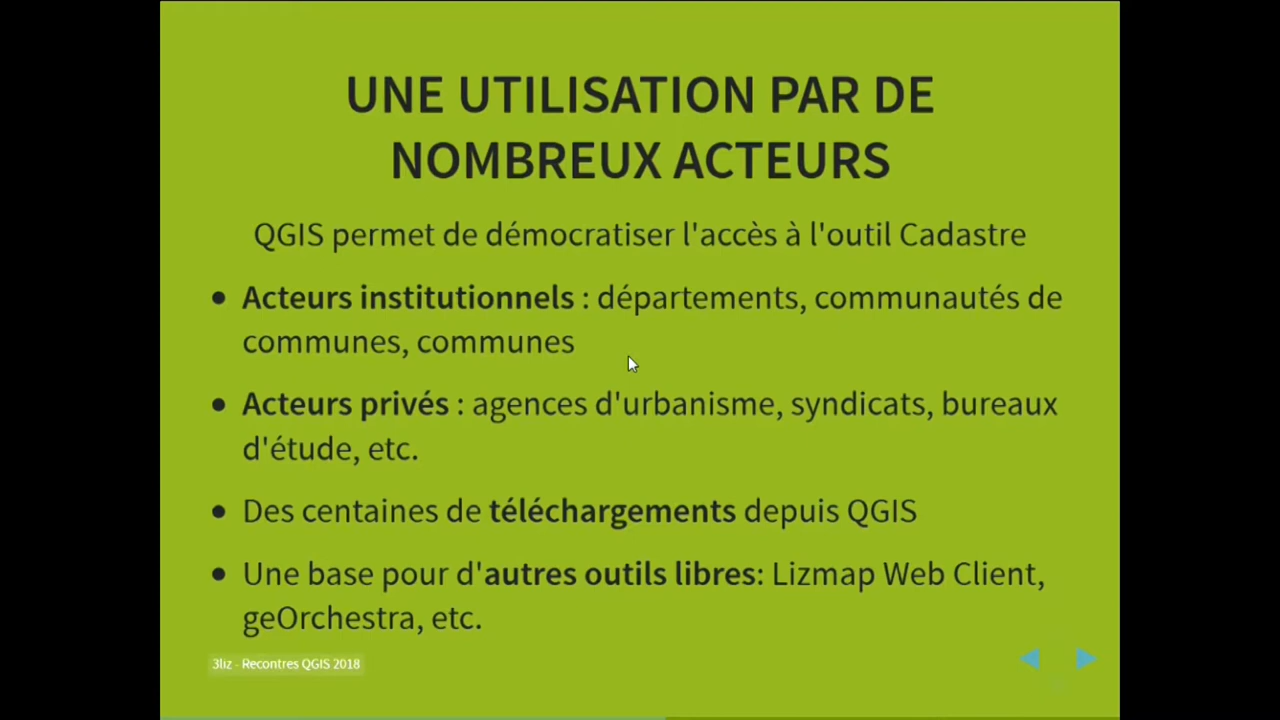 UNE UTILISATION PAR DE
NOMBREUX ACTEURS
QGIS permet de démocratiser l'accès à l'outil Cadastre
• Acteurs institutionnels : départements, communautés de
communes, communes
• Acteurs privés : agences d'urbanisme, syndicats, bureaux
d'étude, etc.
• Des centaines de téléchargements depuis QGIS
• Une base pour d'autres outils libres: Lizmap Web Client,
geOrchestra, etc.
3liz - Recontres QGIS 2018